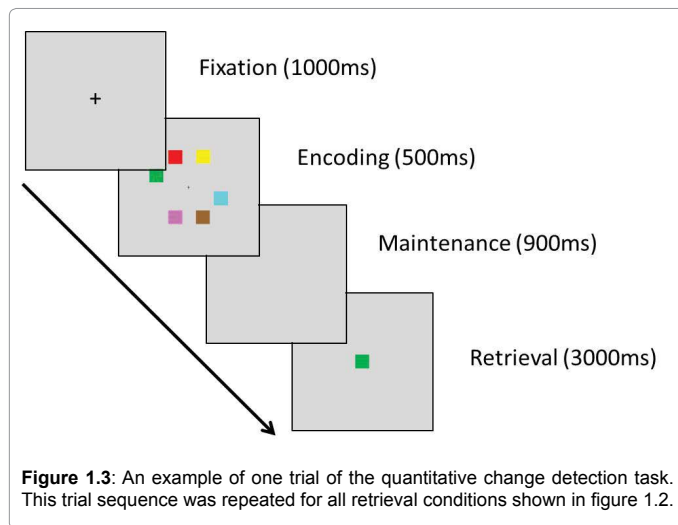 Fixation (1000ms)
Encoding (500ms)
Maintenance (900ms)
Retrieval (3000ms)
Figure 1.3: An example of one trial of the quantitative change detection task.
This trial sequence was repeated for all retrieval conditions shown in figure 1.2.